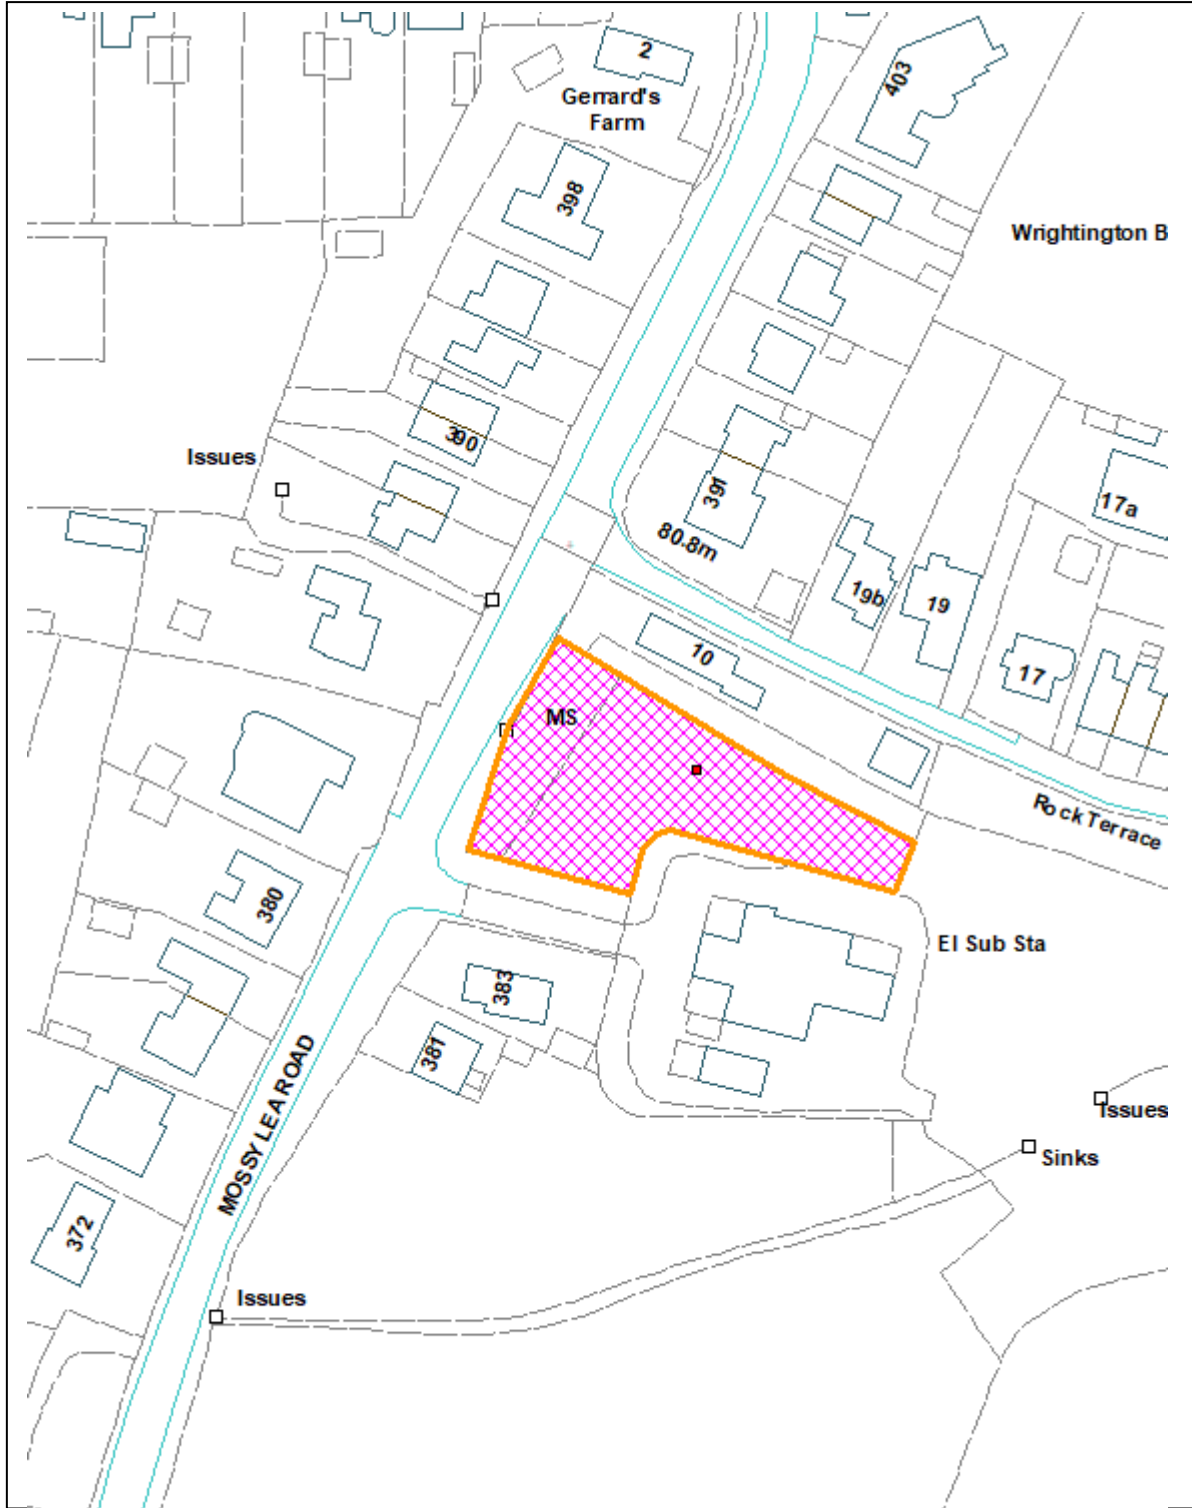 2
Gerrard's
Farm
403
398
Wrightington B
390
Issues
391
17a
80.8m
19b
19
10
17
MS
Rock Terrace
380
El Sub Sta
383
381
MOSSY LEA ROAD
Issues
Sinks
372
Issues